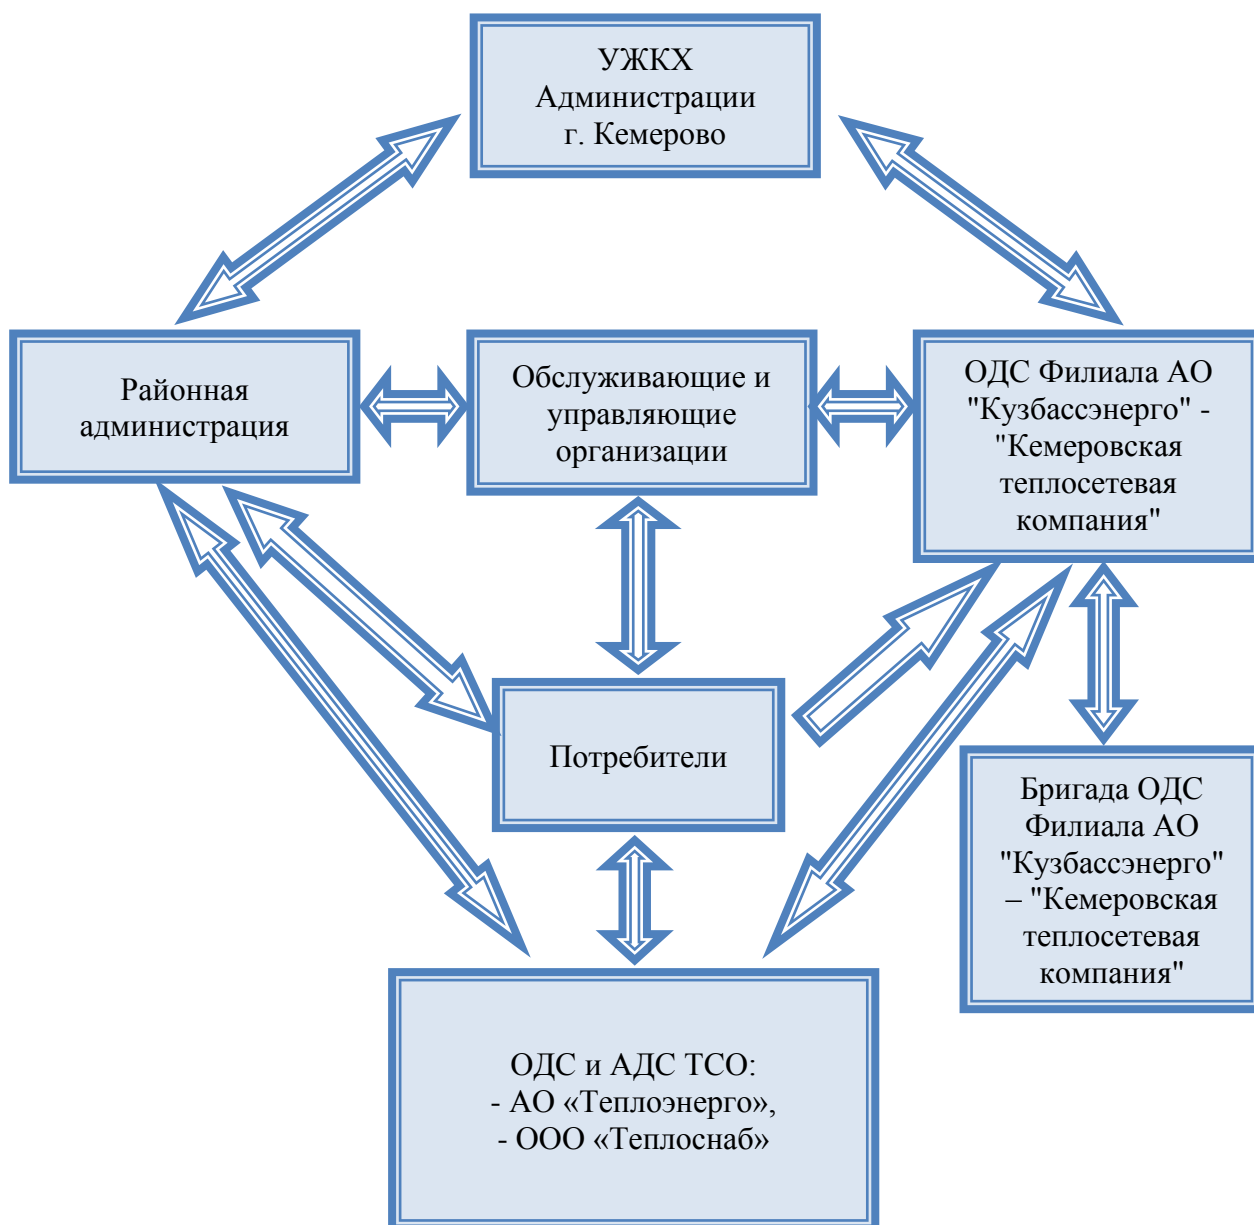 УЖКХ
Администрации
г. Кемерово
Районная
администрация
Обслуживающие и
управляющие
организации
ОДС Филиала АО
"Кузбассэнерго" -
"Кемеровская
теплосетевая
компания"
Потребители
Бригада ОДС
Филиала АО
"Кузбассэнерго"
– "Кемеровская
теплосетевая
компания"
ОДС и АДС ТСО:
- АО «Теплоэнерго»,
- ООО «Теплоснаб»